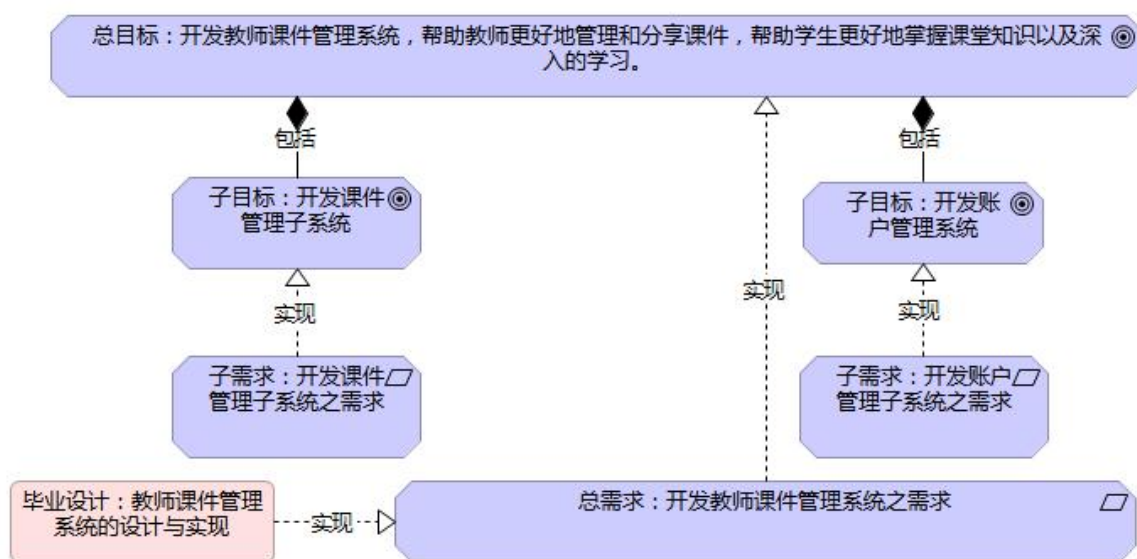 总目标：开发教师课件管理系统，帮助教师更好地管理和分享课件，帮助学生更好地掌握课堂知识以及深
入的学习。
包括
包括
子目标：开发课件
管理子系统
子目标：开发账
户管理系统
实现
实现
实现
子需求：开发课件
管理子系统之需求
子需求：开发账户
管理子系统之需求
毕业设计：教师课件管理
系统的设计与实现
实现
总需求：开发教师课件管理系统之需求